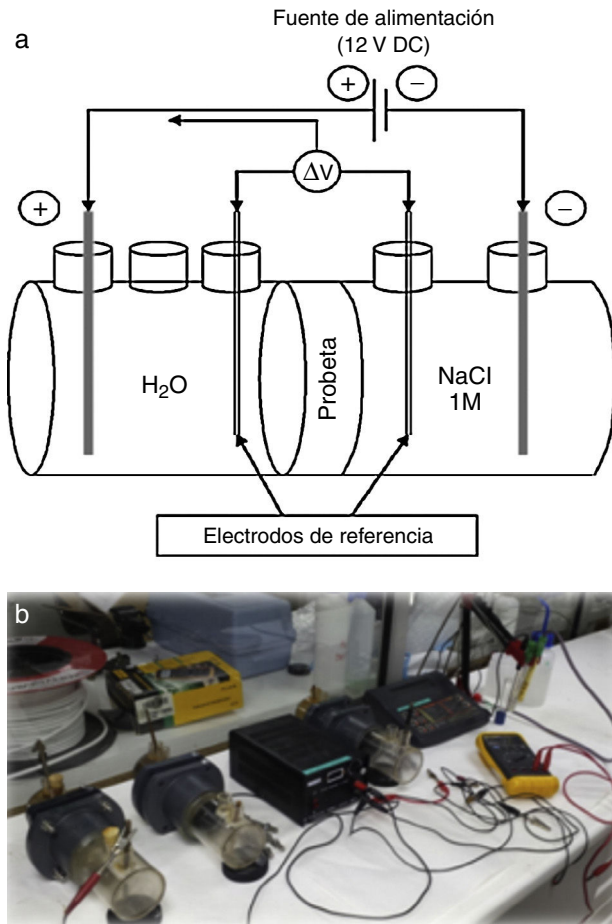 a
Fuente de alimentación
(12 V DC)
+
−
ΔV
+
−
H₂O
Probeta
NaCl
1M
Electrodos de referencia
b